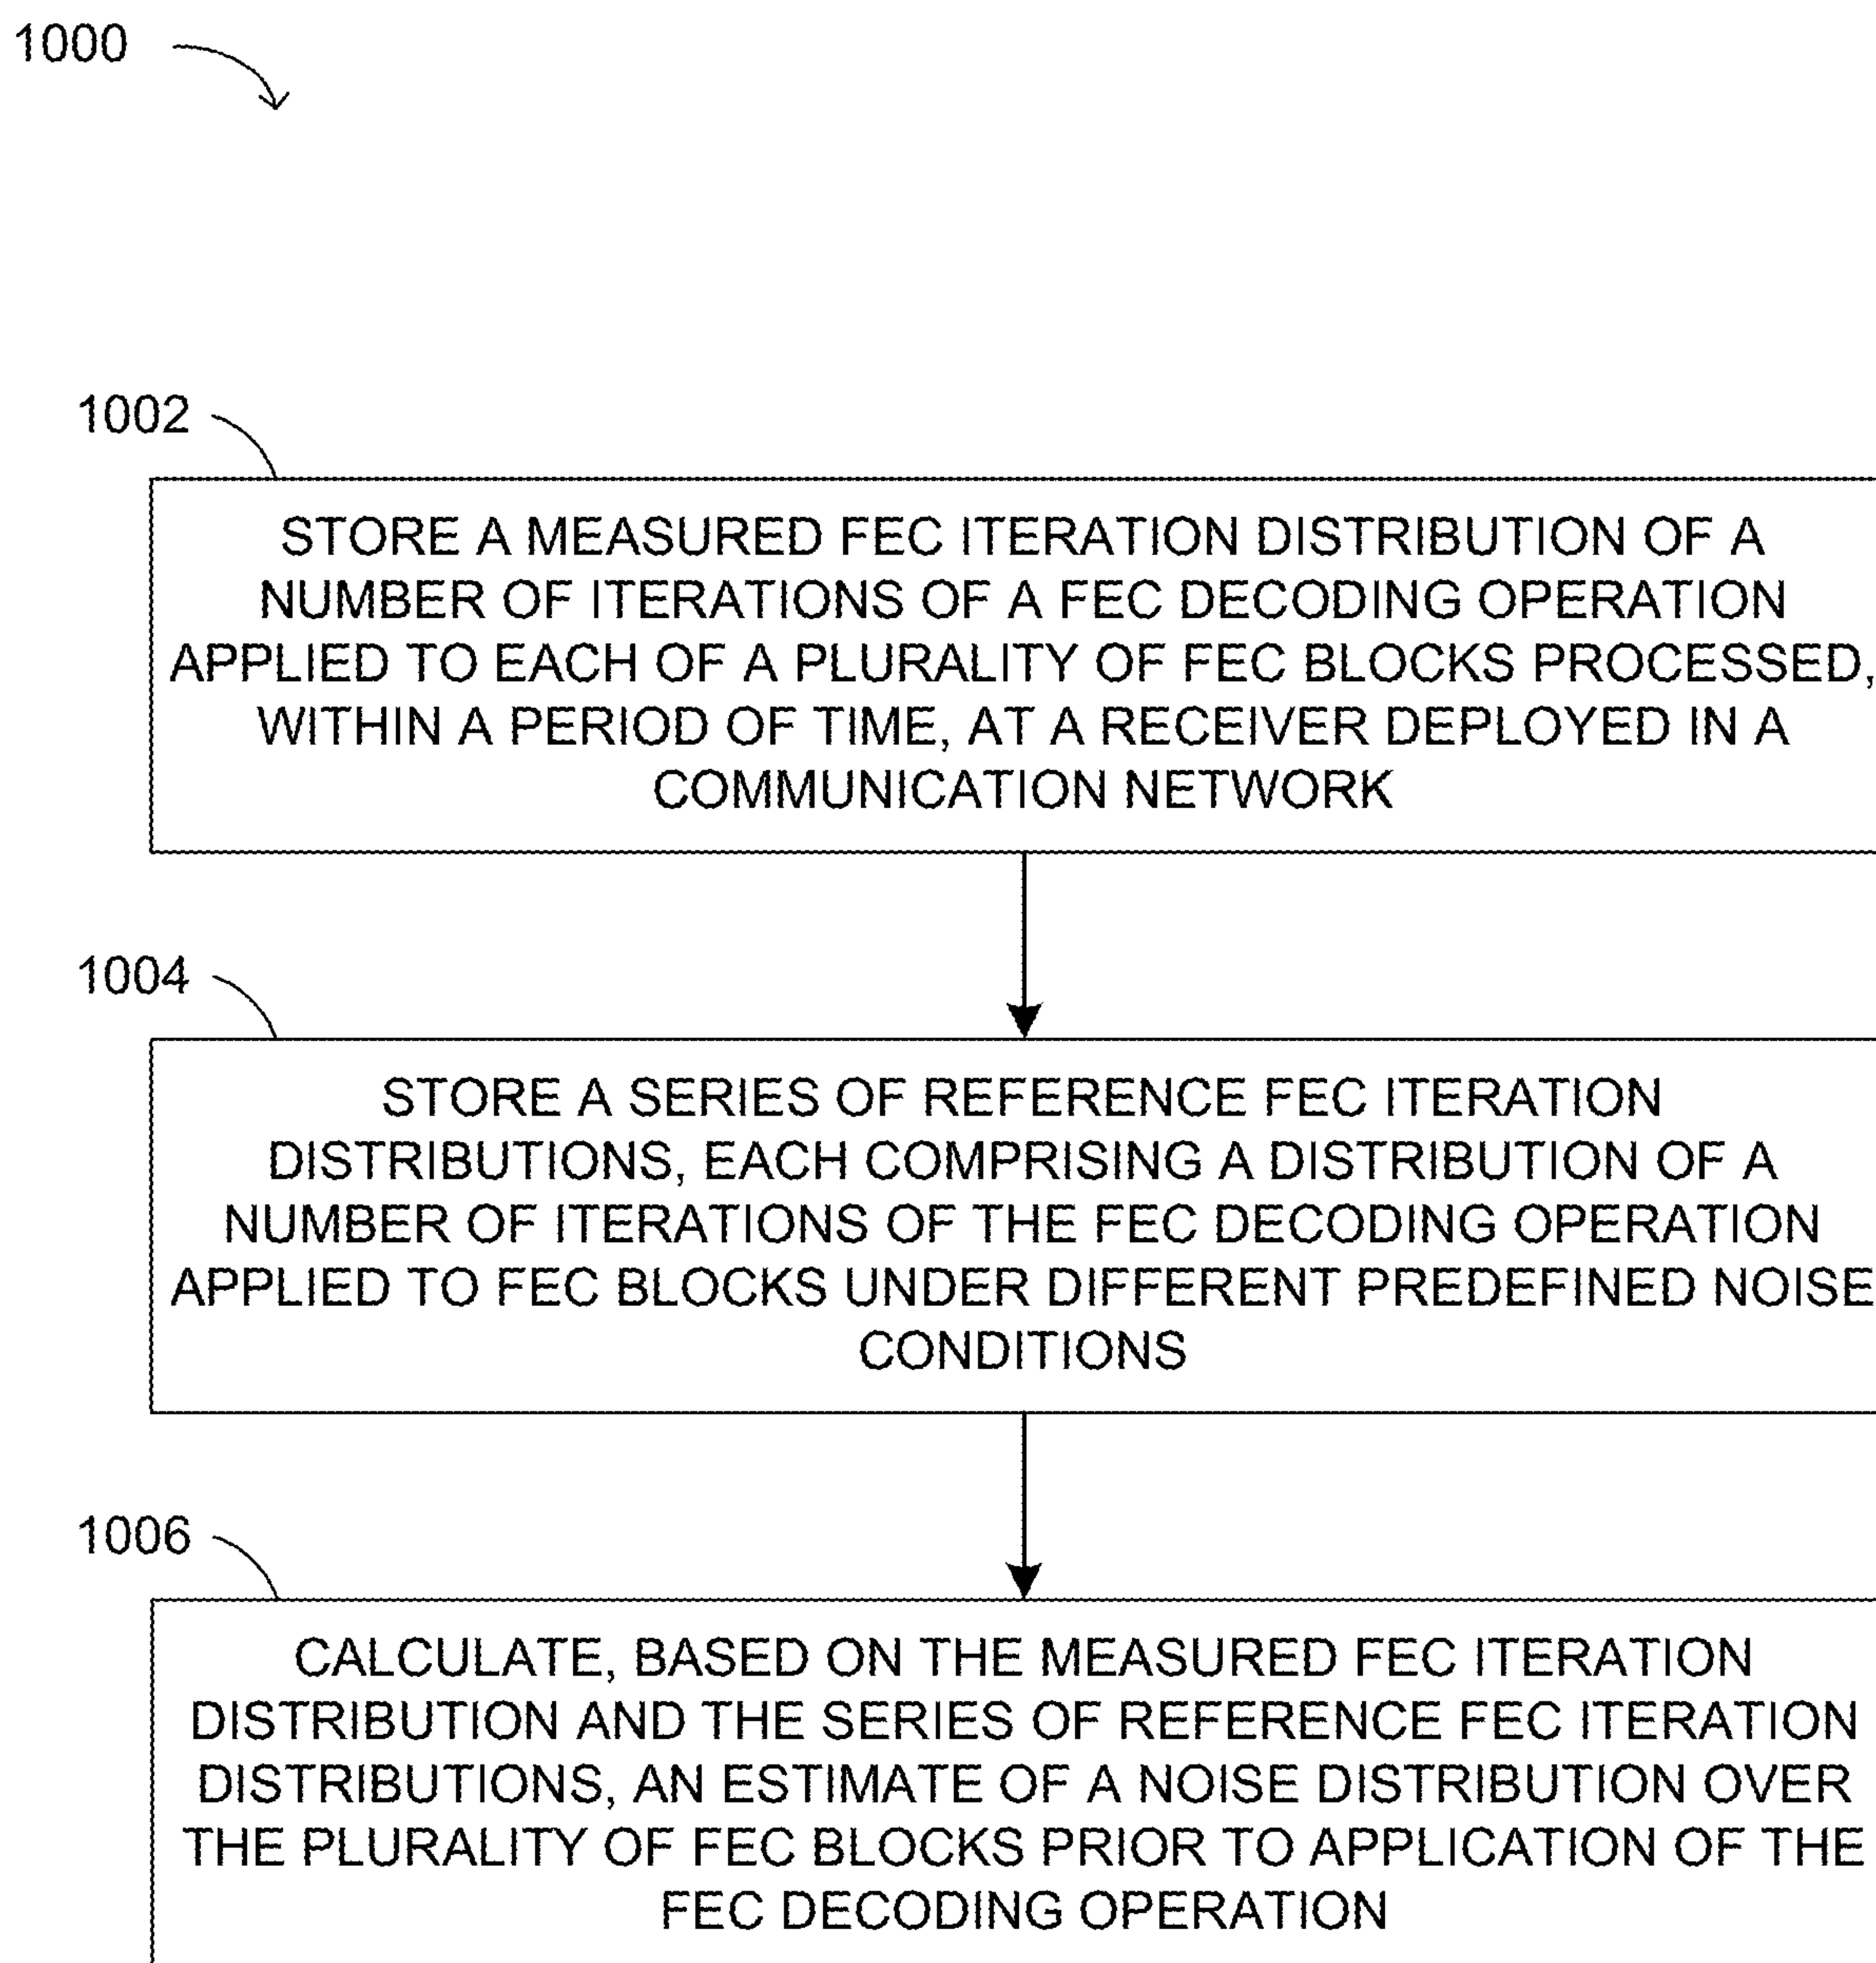 1000
1002
STORE A MEASURED FEC ITERATION DISTRIBUTION OF A
NUMBER OF ITERATIONS OF A FEC DECODING OPERATION
APPLIED TO EACH OF A PLURALITY OF FEC BLOCKS PROCESSED,
WITHIN A PERIOD OF TIME, AT A RECEIVER DEPLOYED IN A
COMMUNICATION NETWORK
1004
STORE A SERIES OF REFERENCE FEC ITERATION
DISTRIBUTIONS, EACH COMPRISING A DISTRIBUTION OF A
NUMBER OF ITERATIONS OF THE FEC DECODING OPERATION
APPLIED TO FEC BLOCKS UNDER DIFFERENT PREDEFINED NOISE
CONDITIONS
1006
CALCULATE, BASED ON THE MEASURED FEC ITERATION
DISTRIBUTION AND THE SERIES OF REFERENCE FEC ITERATION
DISTRIBUTIONS, AN ESTIMATE OF A NOISE DISTRIBUTION OVER
THE PLURALITY OF FEC BLOCKS PRIOR TO APPLICATION OF THE
FEC DECODING OPERATION